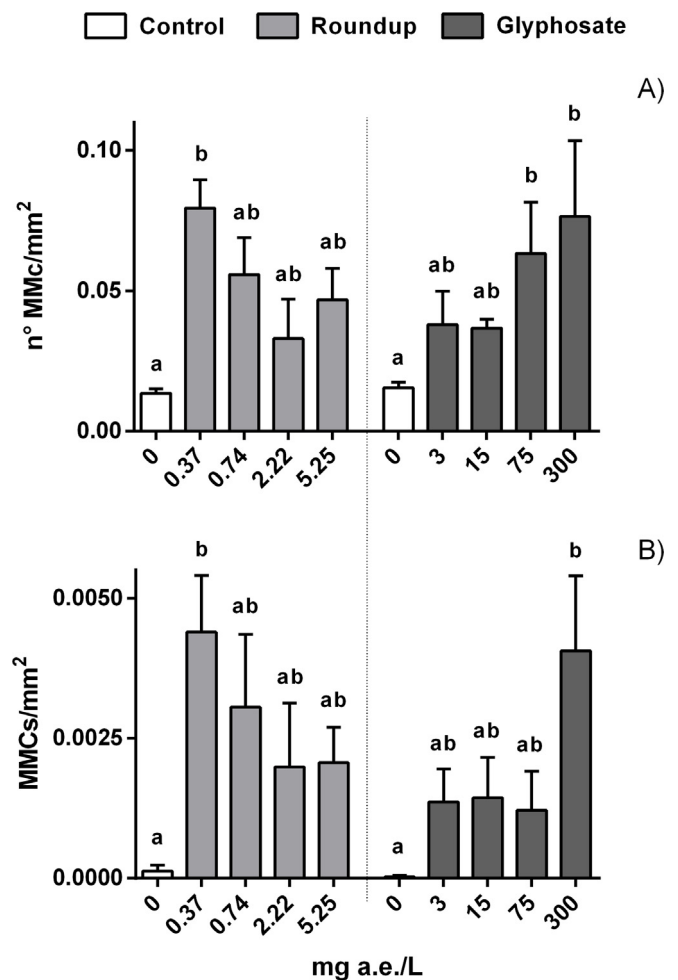 Control Roundup Glyphosate
A)
n° MMc/mm²
0.10
0.05
0.00
a b ab ab ab a ab ab b b
0 0.37 0.74 2.22 5.25 0 3 15 75 300
B)
MMCs/mm²
0.0050
0.0025
0.0000
a b ab ab ab a ab ab ab b
0 0.37 0.74 2.22 5.25 0 3 15 75 300
mg a.e./L